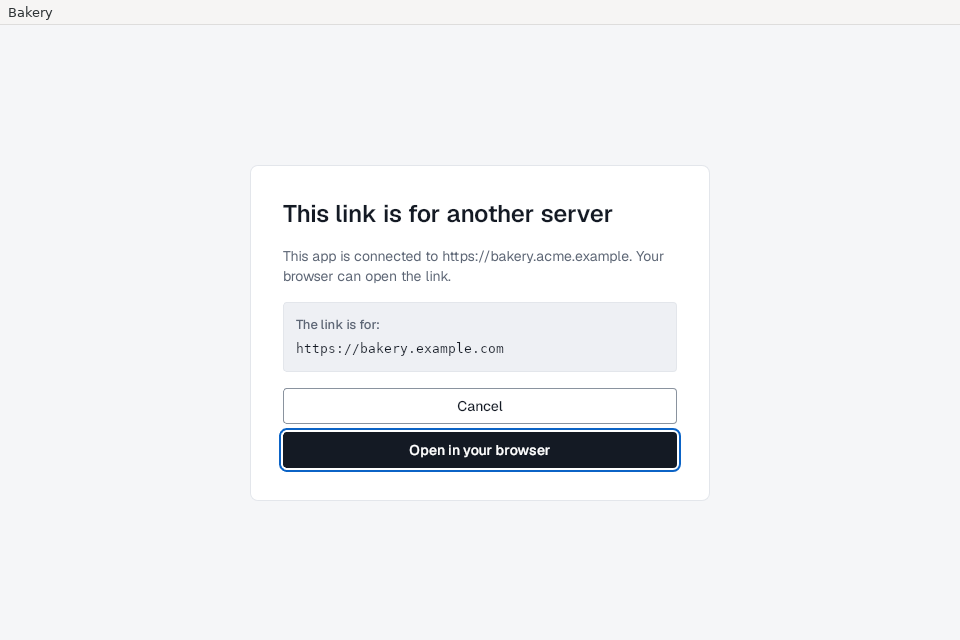 Bakery
This link is for another server
This app is connected to https://bakery.acme.example. Your
browser can open the link.
The link is for:
https://bakery.example.com
Cancel
Open in your browser